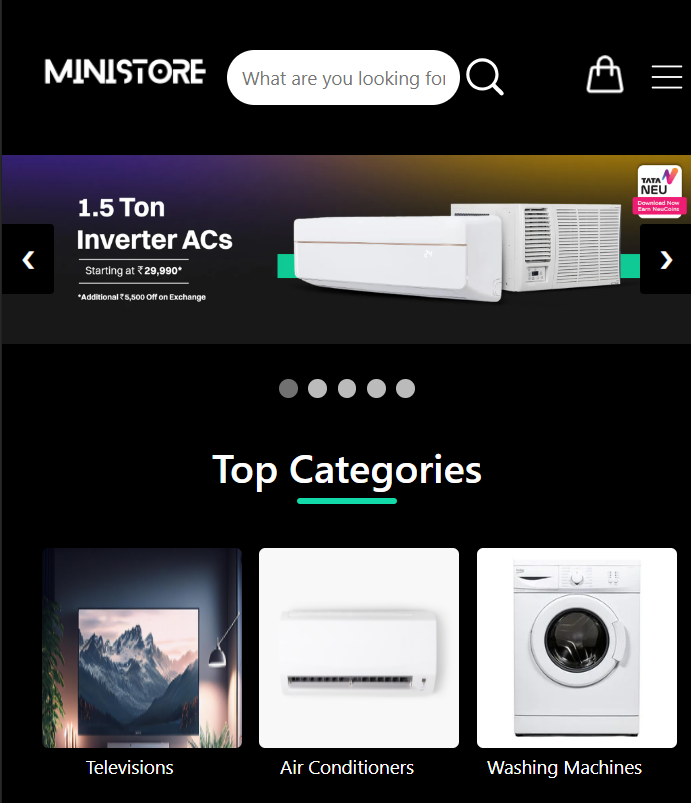 MINISTORE
What are you looking for
TATA
NEU
Download Now
Earn NeuCoins
1.5 Ton
Inverter ACs
Starting at ₹29,990*
*Additional ₹5,500 Off on Exchange
Top Categories
Televisions
Air Conditioners
Washing Machines